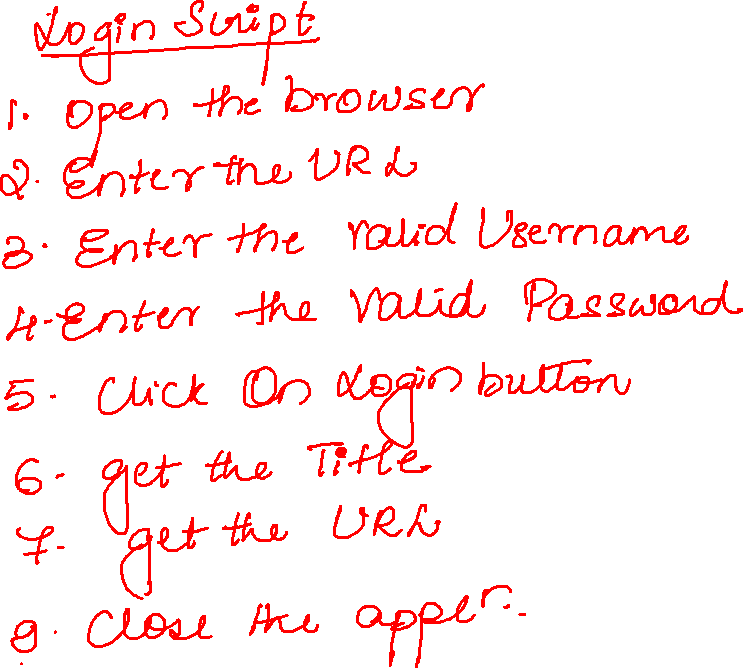 Login Script
1. Open the browser
2. Enter the URL
3. Enter the valid Username
4. Enter the Valid Password
5. Click On Login button
6. get the Title
7. get the URL
8. Close the appln.